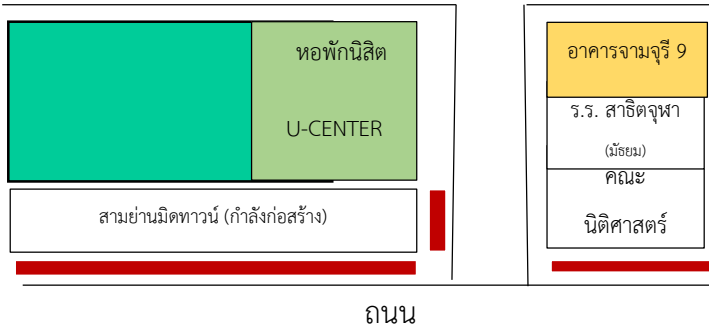 หอพักนิสิต
U-CENTER
สามย่านมิดทาวน์ (กำลังก่อสร้าง)
อาคารจามจุรี 9
ร.ร. สาธิตจุฬา
(มัธยม)
คณะ
นิติศาสตร์
ถนน